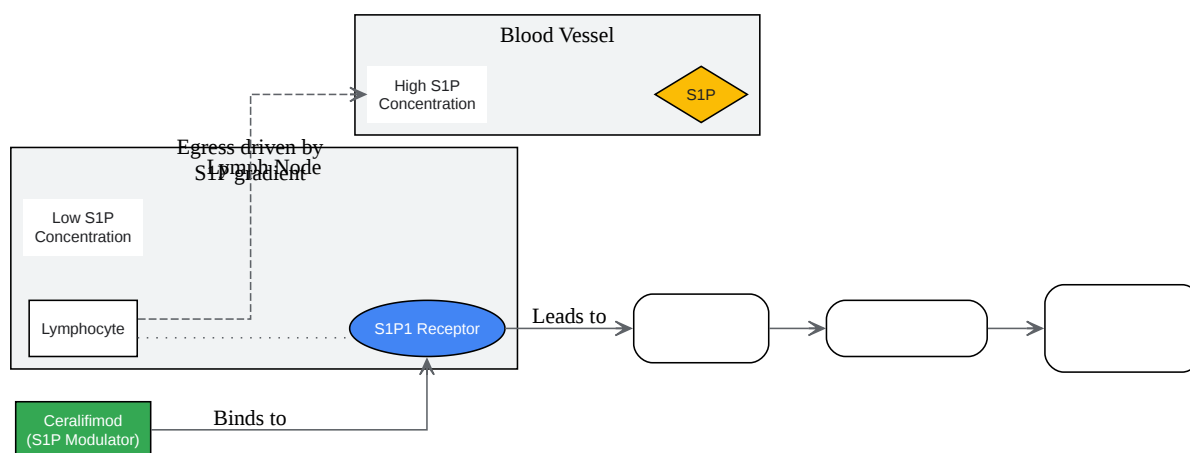 Blood Vessel
High S1P
Concentration
S1P
Egress driven by
Lymph Node
S1P gradient
Low S1P
Concentration
Lymphocyte
S1P1 Receptor
Leads to
Ceralifimod
(S1P Modulator)
Binds to